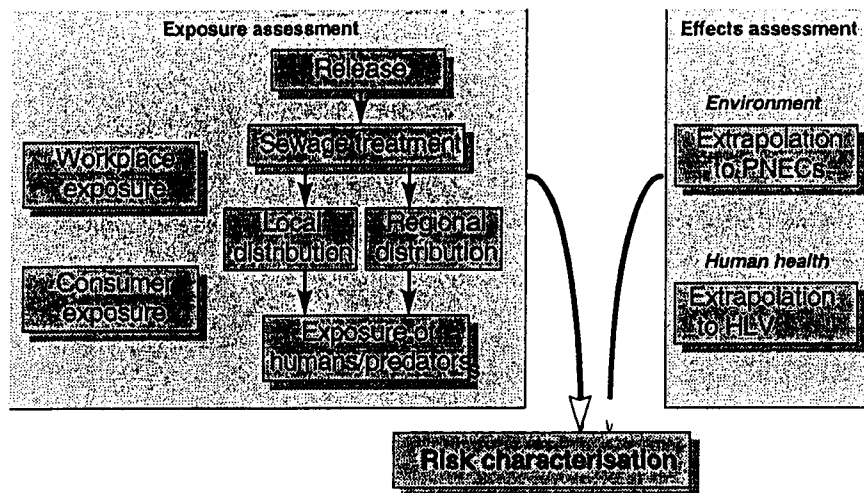 Exposure assessment
Release
Sewage treatment
Workplace
exposure
Local
distribution
Regional
distribution
Consumer
exposure
Exposure of
humans/predators
Effects assessment
Environment
Extrapolation
to PNECs
Human health
Extrapolation
to HLV
Risk characterisation